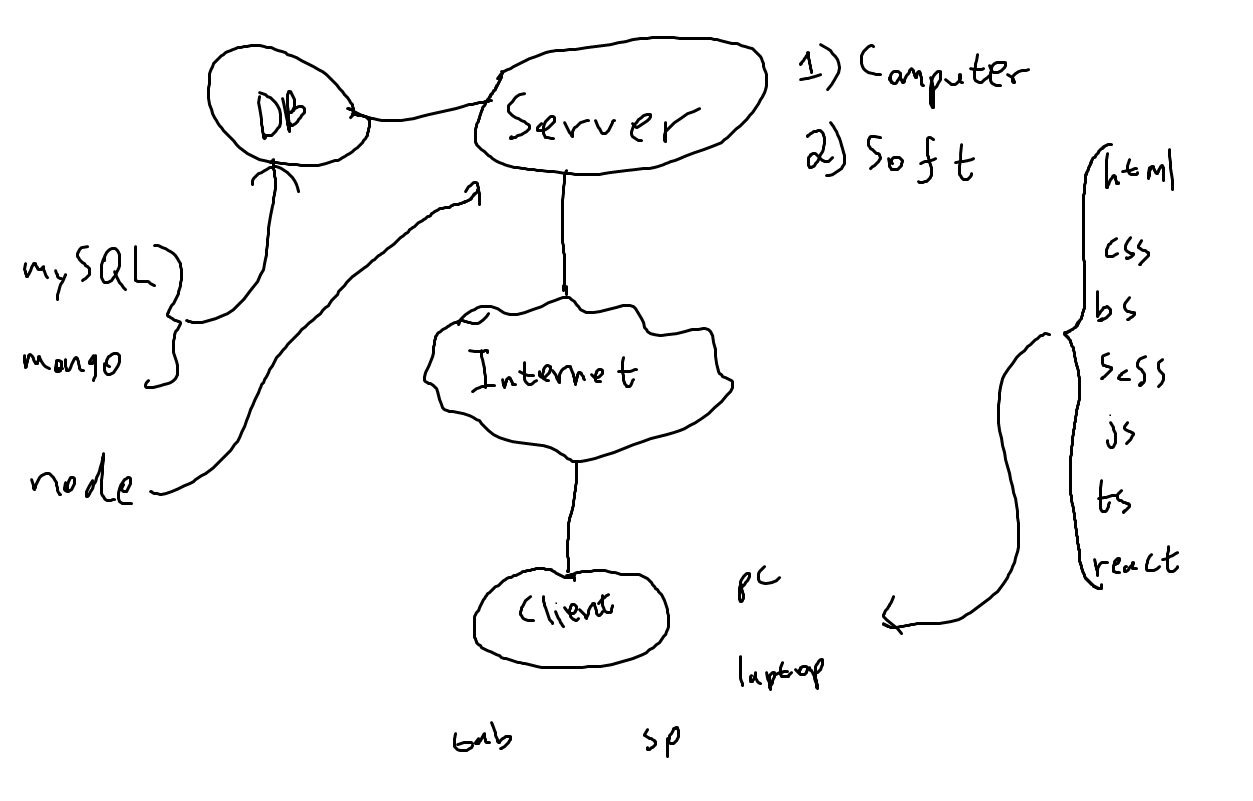 DB
Server
1) Computer
2) Soft
mySQL
mongo
node
Internet
html
css
bs
scss
js
ts
react
Client
pc
laptop
tab
sp